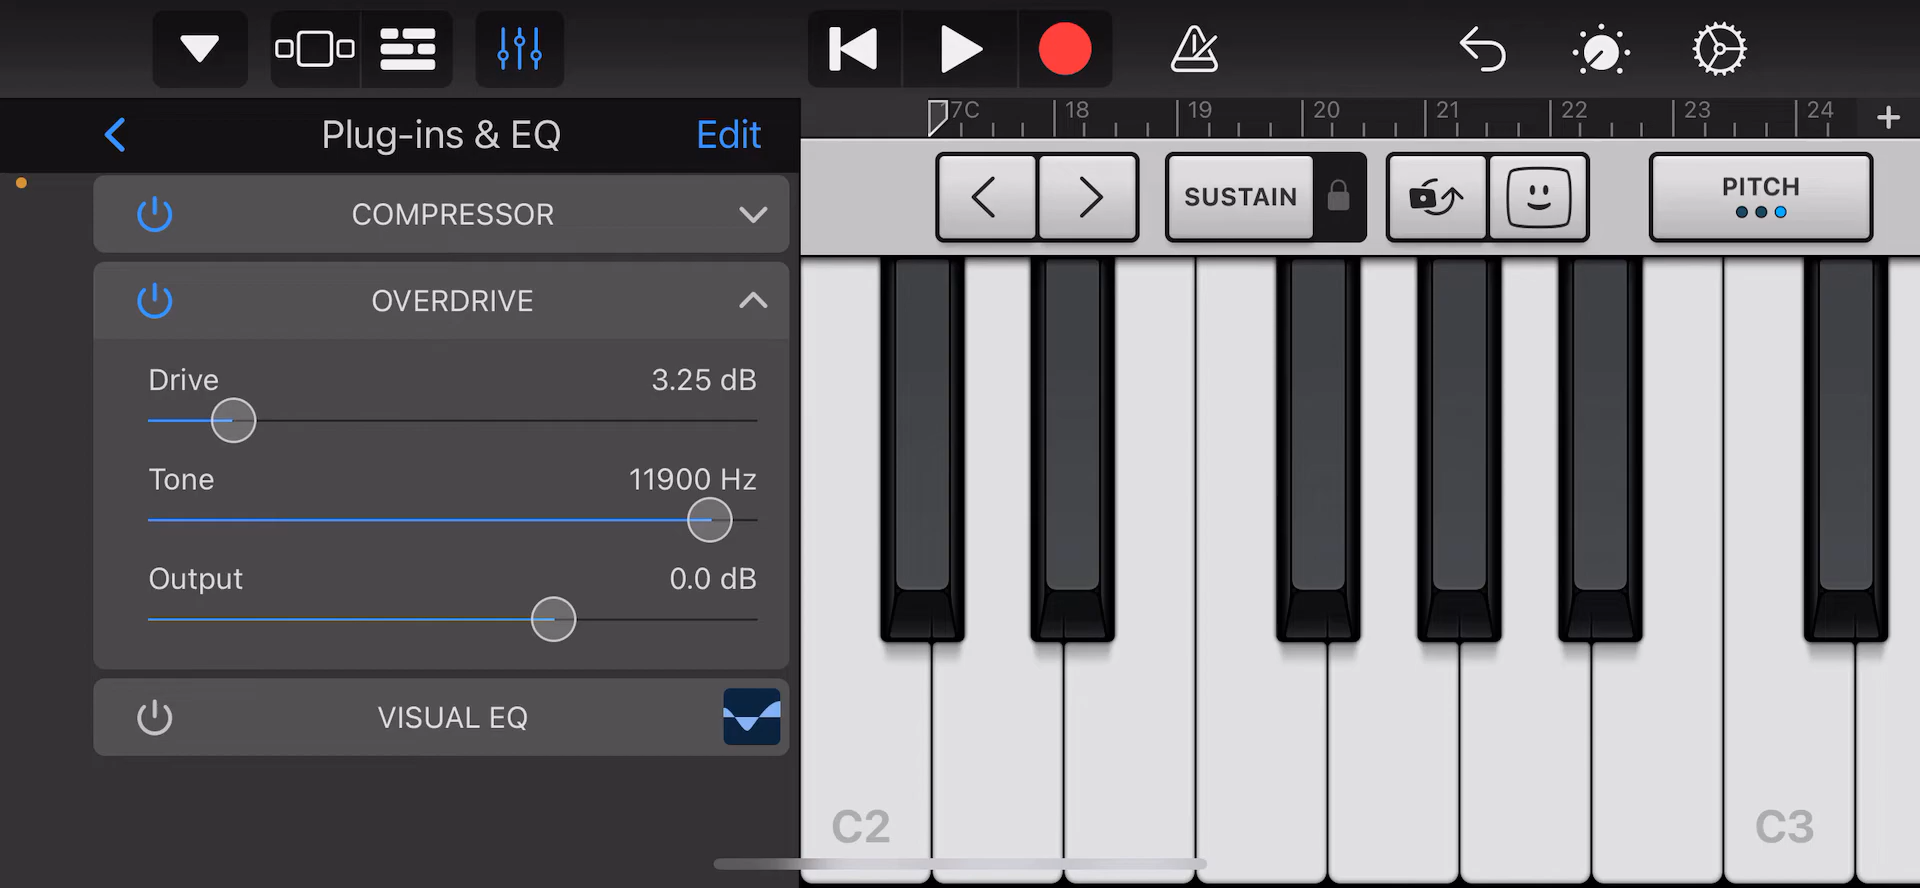 Plug-ins & EQ
Edit
COMPRESSOR
OVERDRIVE
Drive
3.25 dB
Tone
11900 Hz
Output
0.0 dB
VISUAL EQ
17C
18
19
20
21
22
23
24
+
SUSTAIN
PITCH
C2
C3